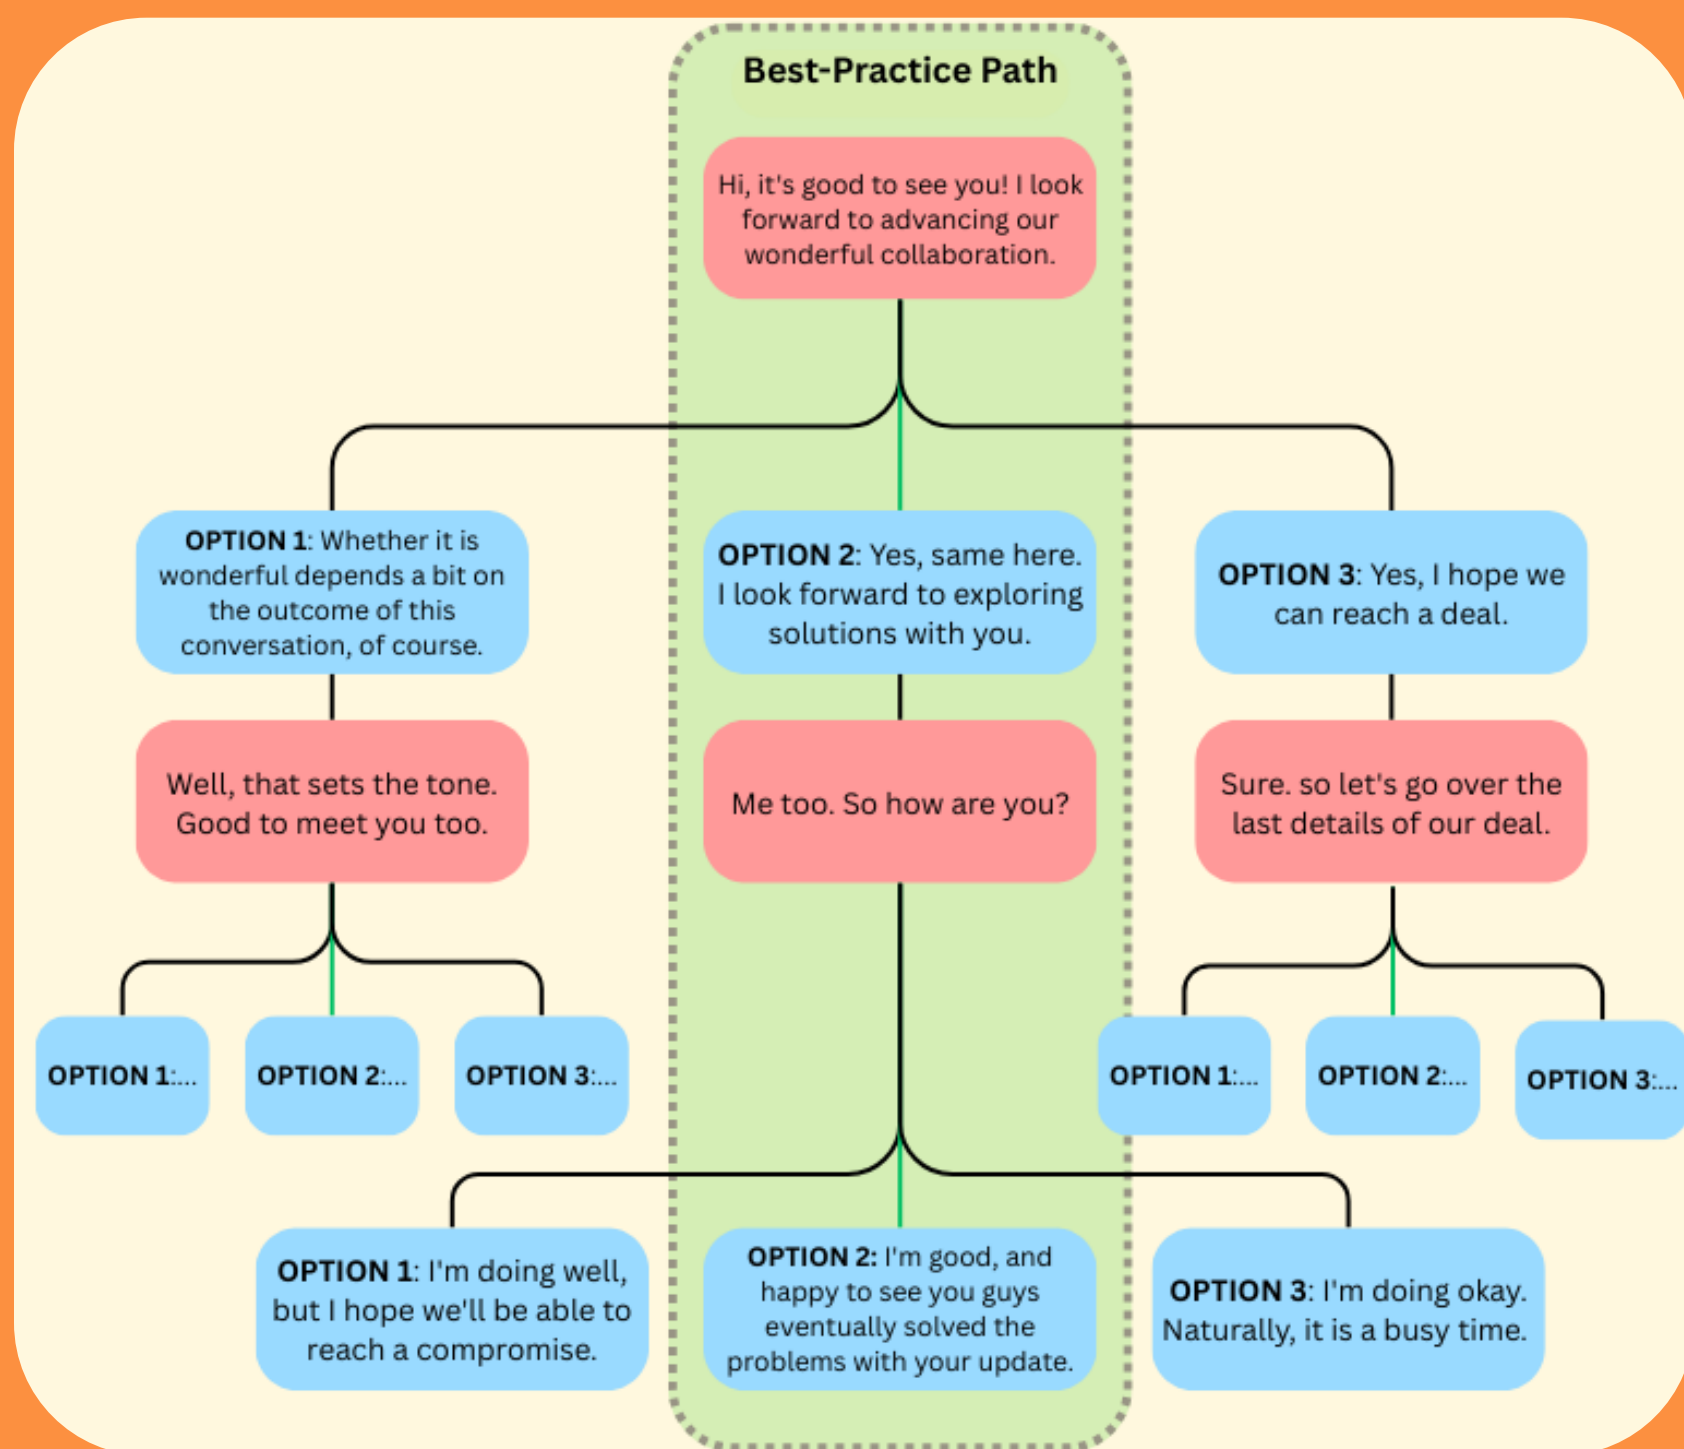 Best-Practice Path
Hi, it's good to see you! I look
forward to advancing our
wonderful collaboration.
OPTION 1: Whether it is
wonderful depends a bit on
the outcome of this
conversation, of course.
OPTION 2: Yes, same here.
I look forward to exploring
solutions with you.
OPTION 3: Yes, I hope we
can reach a deal.
Well, that sets the tone.
Good to meet you too.
Me too. So how are you?
Sure. so let's go over the
last details of our deal.
OPTION 1:...
OPTION 2:...
OPTION 3:...
OPTION 1:...
OPTION 2:...
OPTION 3:...
OPTION 1: I'm doing well,
but I hope we'll be able to
reach a compromise.
OPTION 2: I'm good, and
happy to see you guys
eventually solved the
problems with your update.
OPTION 3: I'm doing okay.
Naturally, it is a busy time.